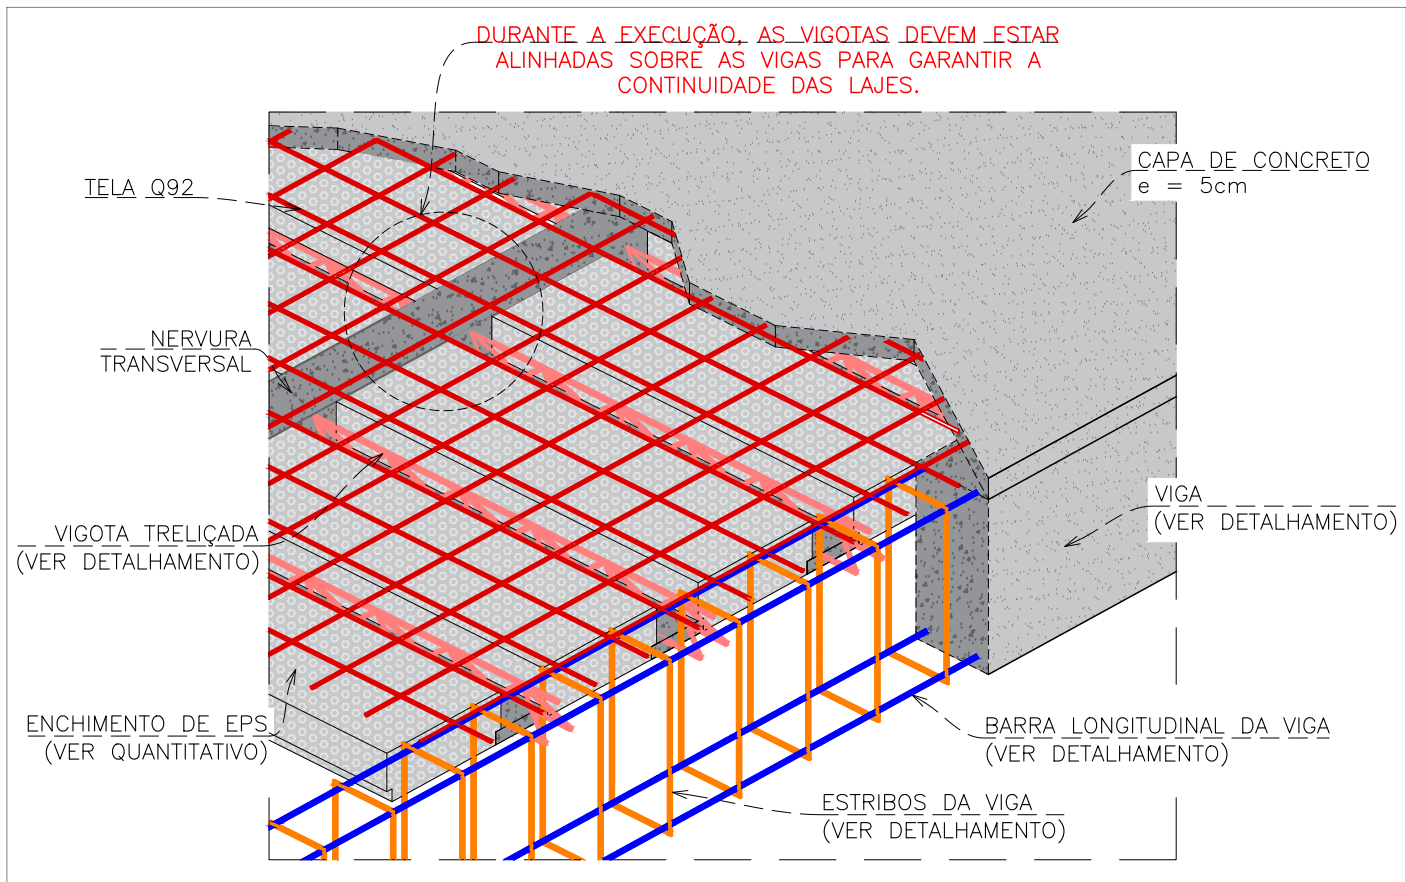 DURANTE A EXECUÇÃO, AS VIGOTAS DEVEM ESTAR
ALINHADAS SOBRE AS VIGAS PARA GARANTIR A
CONTINUIDADE DAS LAJES.
CAPA DE CONCRETO
e = 5cm
TELA Q92
NERVURA
TRANSVERSAL
VIGA
(VER DETALHAMENTO)
VIGOTA TRELIÇADA
(VER DETALHAMENTO)
ENCHIMENTO DE EPS
(VER QUANTITATIVO)
BARRA LONGITUDINAL DA VIGA
(VER DETALHAMENTO)
ESTRIBOS DA VIGA
(VER DETALHAMENTO)